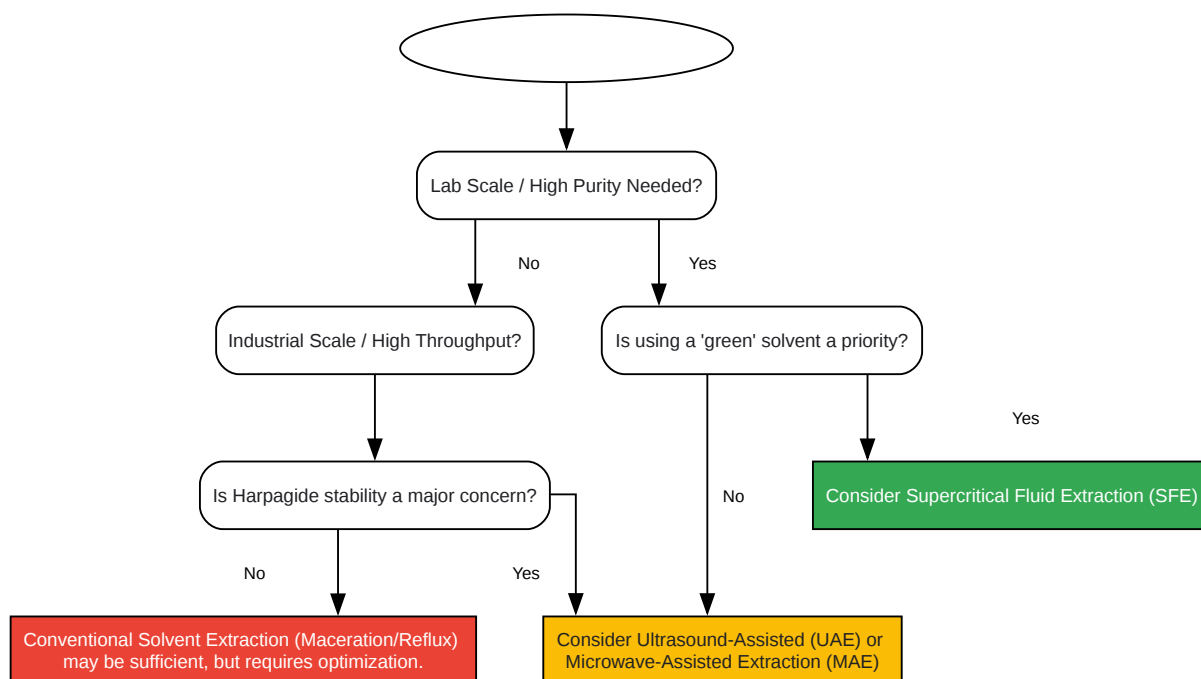 Lab Scale / High Purity Needed?
No
Yes
Industrial Scale / High Throughput?
Is using a 'green' solvent a priority?
Yes
Is Harpagide stability a major concern?
No
Consider Supercritical Fluid Extraction (SFE)
No
Yes
Conventional Solvent Extraction (Maceration/Reflux)
may be sufficient, but requires optimization.
Consider Ultrasound-Assisted (UAE) or
Microwave-Assisted Extraction (MAE)